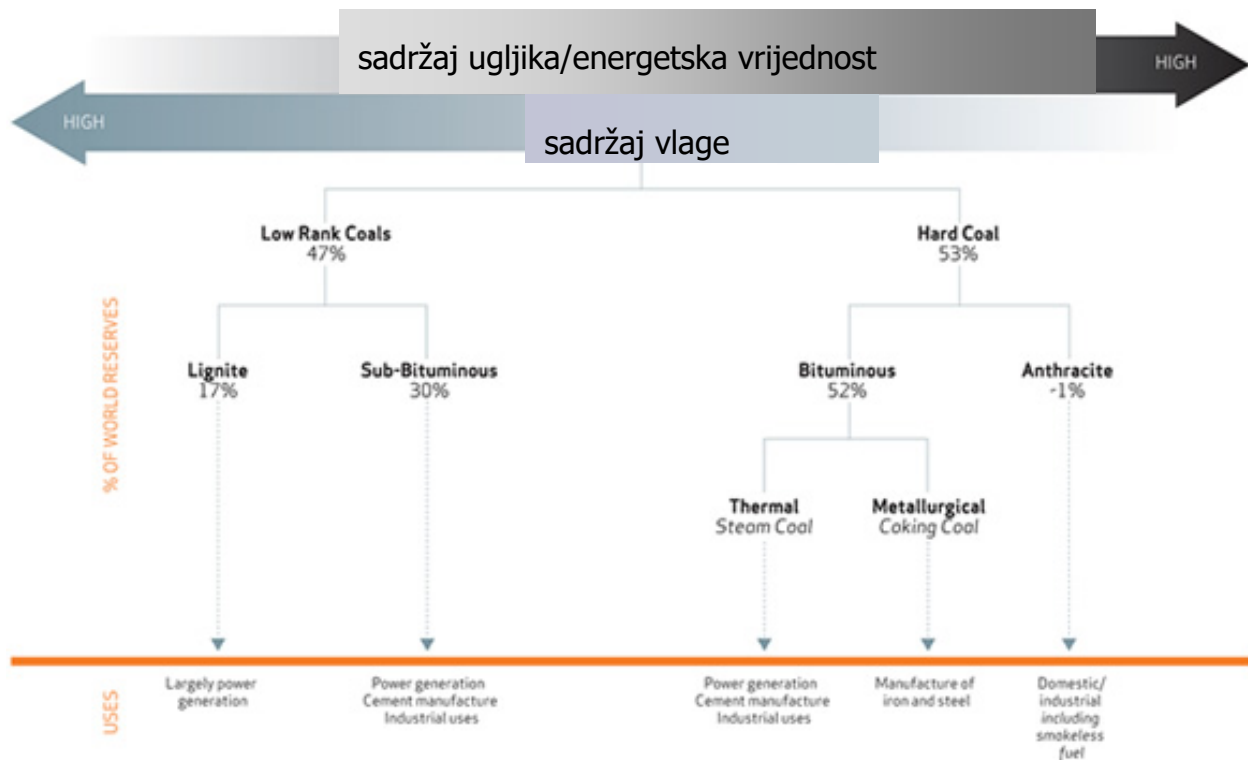 sadržaj ugljika/energetska vrijednost
HIGH
HIGH
sadržaj vlage
Low Rank Coals
47%
Hard Coal
53%
% OF WORLD RESERVES
Lignite
17%
Sub-Bituminous
30%
Bituminous
52%
Anthracite
~1%
Thermal
Steam Coal
Metallurgical
Coking Coal
USES
Largely power
generation
Power generation
Cement manufacture
Industrial uses
Power generation
Cement manufacture
Industrial uses
Manufacture of
iron and steel
Domestic/
industrial
including
smokeless
fuel